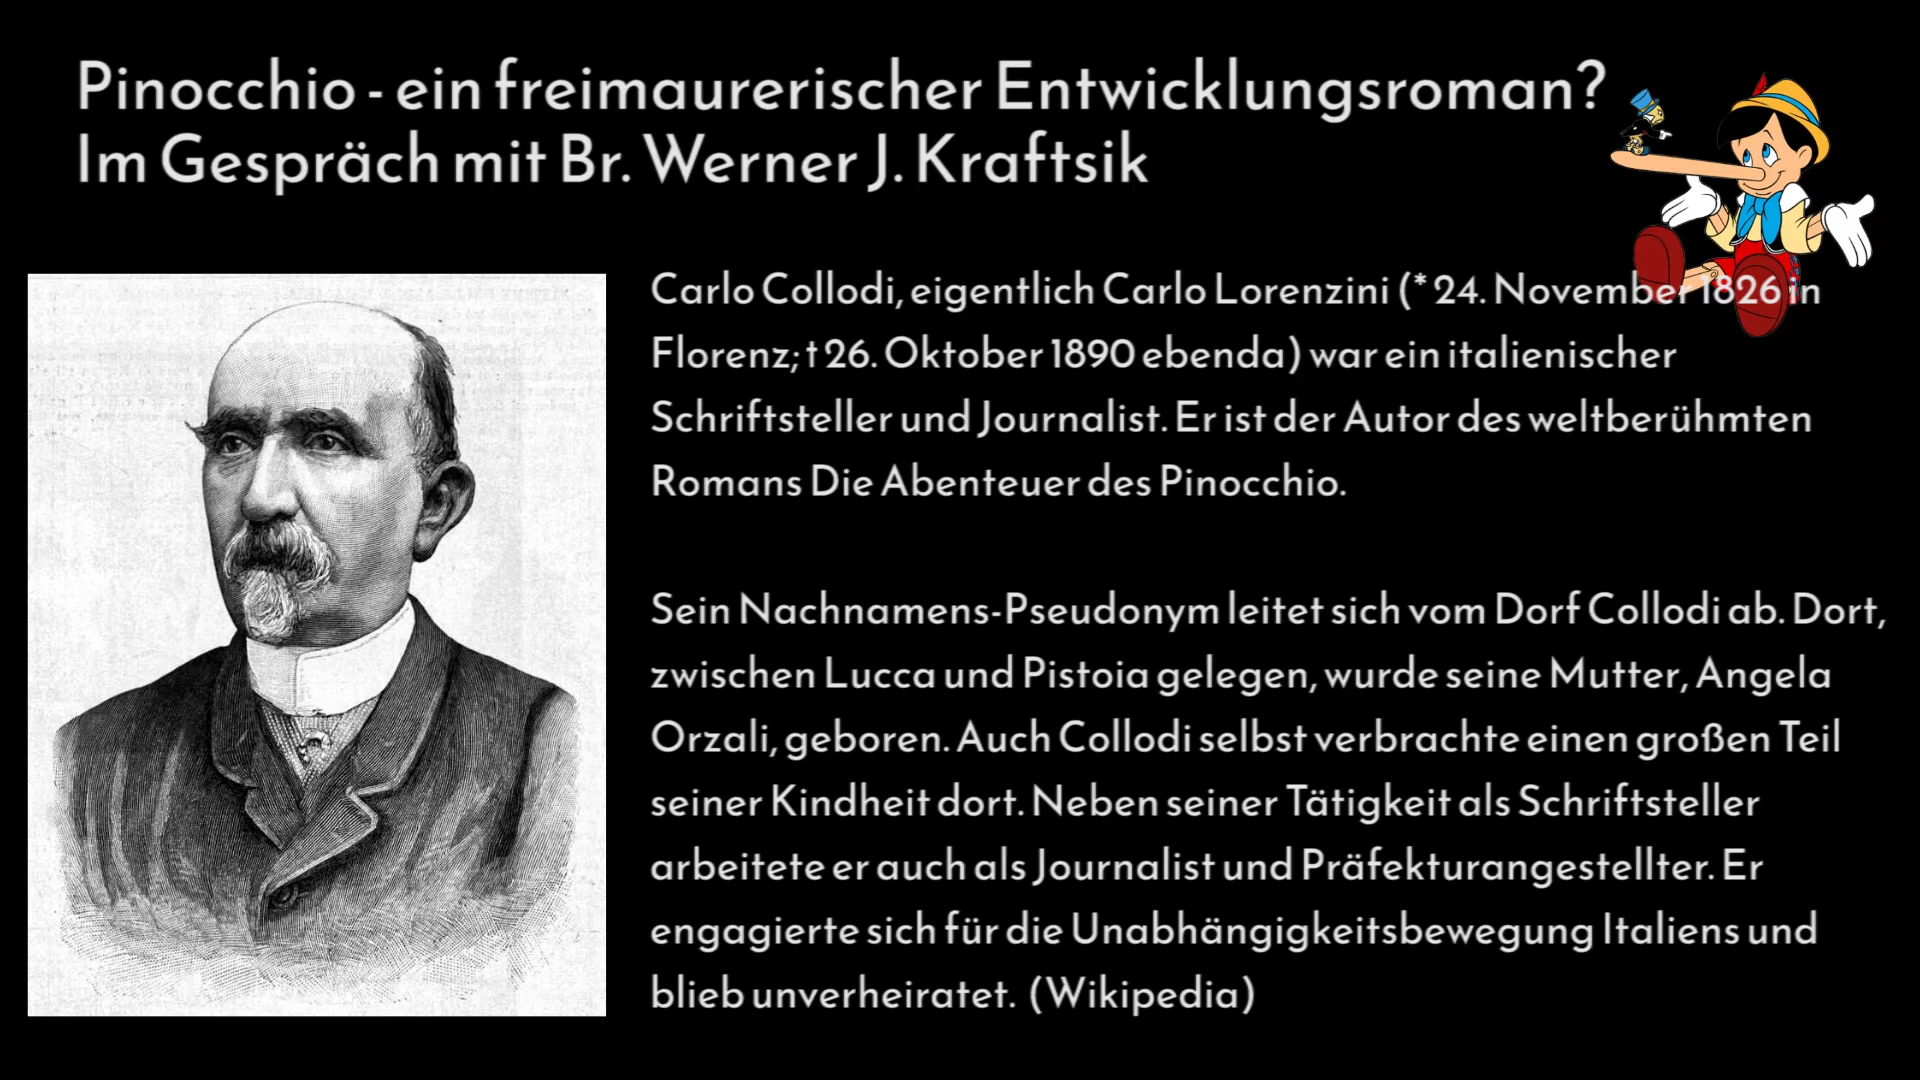 Pinocchio - ein freimaurerischer Entwicklungsroman?
Im Gespräch mit Br. Werner J. Kraftsik
Carlo Collodi, eigentlich Carlo Lorenzini (* 24. November 1826 in
Florenz; † 26. Oktober 1890 ebenda) war ein italienischer
Schriftsteller und Journalist. Er ist der Autor des weltberühmten
Romans Die Abenteuer des Pinocchio.
Sein Nachnamens-Pseudonym leitet sich vom Dorf Collodi ab. Dort,
zwischen Lucca und Pistoia gelegen, wurde seine Mutter, Angela
Orzali, geboren. Auch Collodi selbst verbrachte einen großen Teil
seiner Kindheit dort. Neben seiner Tätigkeit als Schriftsteller
arbeitete er auch als Journalist und Präfekturangestellter. Er
engagierte sich für die Unabhängigkeitsbewegung Italiens und
blieb unverheiratet. (Wikipedia)